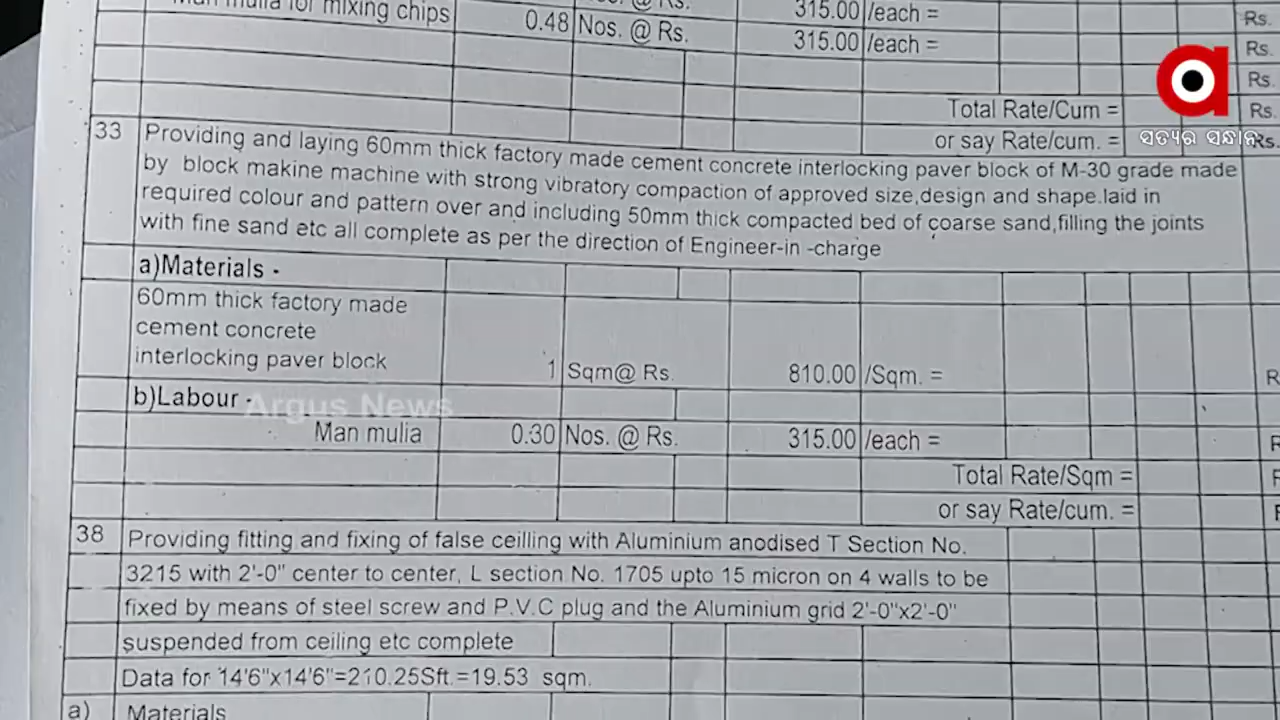 Man mulia for mixing chips 0.48 Nos. @ Rs. 315.00 /each = Rs.
315.00 /each = Rs.
Rs.
Total Rate/Cum = Rs.
or say Rate/cum. = Rs.
ସତ୍ୟର ସନ୍ଧାନ
33 Providing and laying 60mm thick factory made cement concrete interlocking paver block of M-30 grade made
by block makine machine with strong vibratory compaction of approved size,design and shape.laid in
required colour and pattern over and including 50mm thick compacted bed of coarse sand,filling the joints
with fine sand etc all complete as per the direction of Engineer-in -charge
a)Materials -
60mm thick factory made
cement concrete
interlocking paver block 1 Sqm@ Rs. 810.00 /Sqm. = R
b)Labour -
Argus News
Man mulia 0.30 Nos. @ Rs. 315.00 /each =
Total Rate/Sqm =
or say Rate/cum. =
38 Providing fitting and fixing of false ceilling with Aluminium anodised T Section No.
3215 with 2'-0" center to center, L section No. 1705 upto 15 micron on 4 walls to be
fixed by means of steel screw and P.V.C plug and the Aluminium grid 2'-0"x2'-0"
suspended from ceiling etc complete
Data for 14'6"x14'6"=210.25Sft.=19.53 sqm.
a) Materials